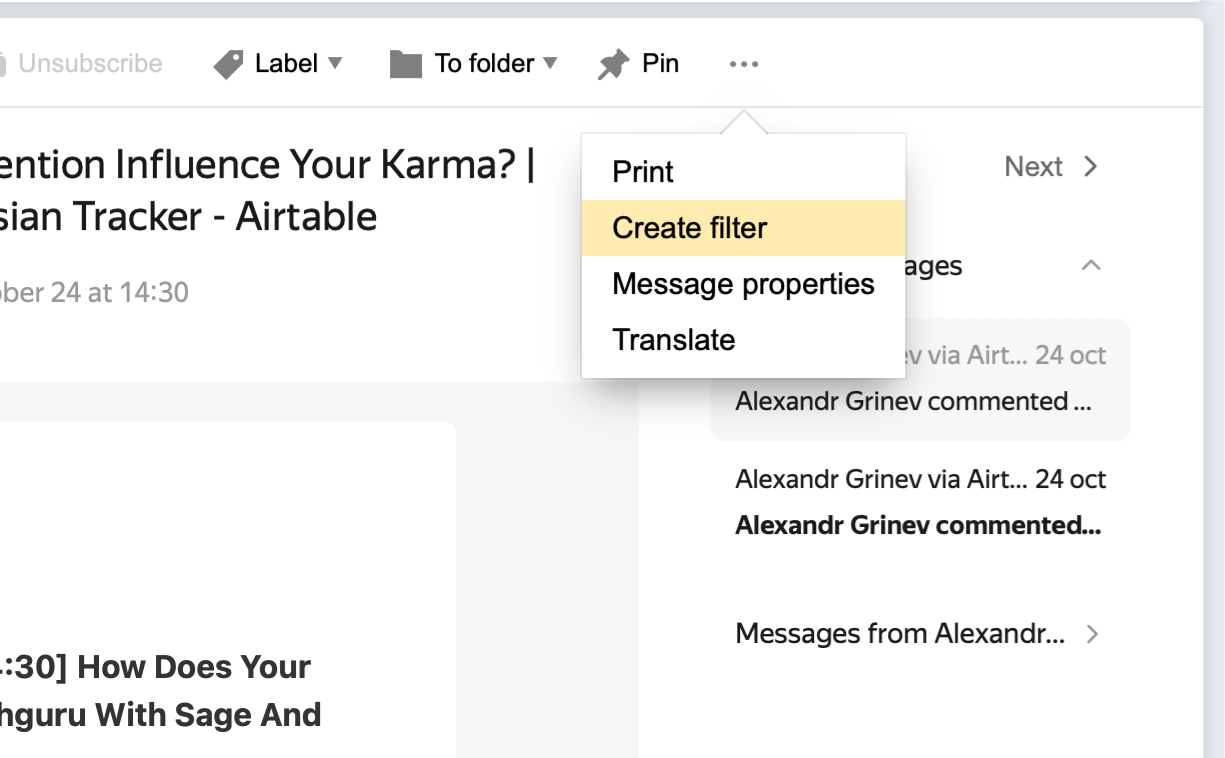 Unsubscribe Label To folder Pin ...
ention Influence Your Karma? |
sian Tracker - Airtable
ber 24 at 14:30
Print
Create filter
Message properties
Translate
Next
ages
ev via Airt... 24 oct
Alexandr Grinev commented ...
Alexandr Grinev via Airt... 24 oct
Alexandr Grinev commented...
Messages from Alexandr...
:30] How Does Your
hguru With Sage And